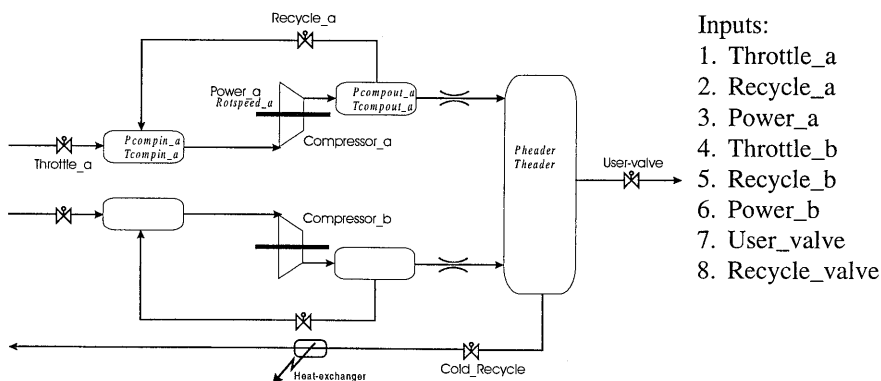 Recycle_a
Power_a
Rotspeed_a
Pcompout_a
Tcompout_a
Compressor_a
Pcompin_a
Tcompin_a
Throttle_a
Pheader
Theader
User-valve
Compressor_b
Cold_Recycle
Heat-exchanger
Inputs:
1. Throttle_a
2. Recycle_a
3. Power_a
4. Throttle_b
5. Recycle_b
6. Power_b
7. User_valve
8. Recycle_valve